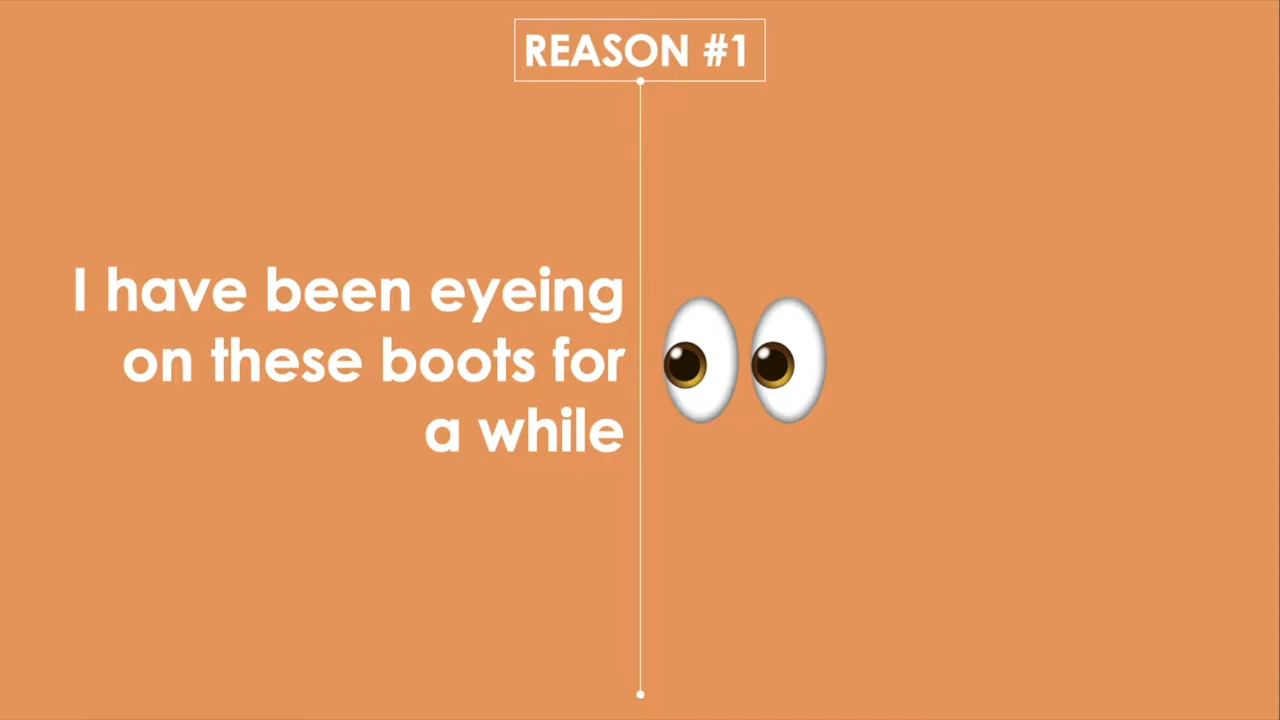 REASON #1
I have been eyeing
on these boots for
a while